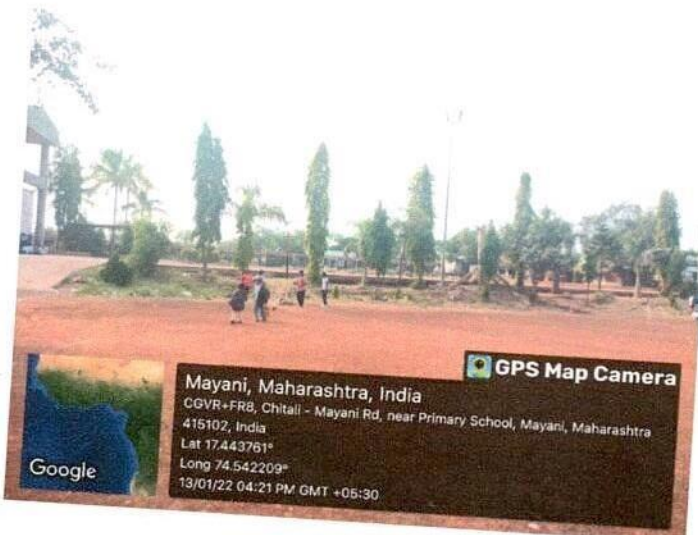 GPS Map Camera
Mayani, Maharashtra, India
CGVR+FR8, Chitali - Mayani Rd, near Primary School, Mayani, Maharashtra
415102, India
Lat 17.443761°
Long 74.542209°
13/01/22 04:21 PM GMT +05:30
Google